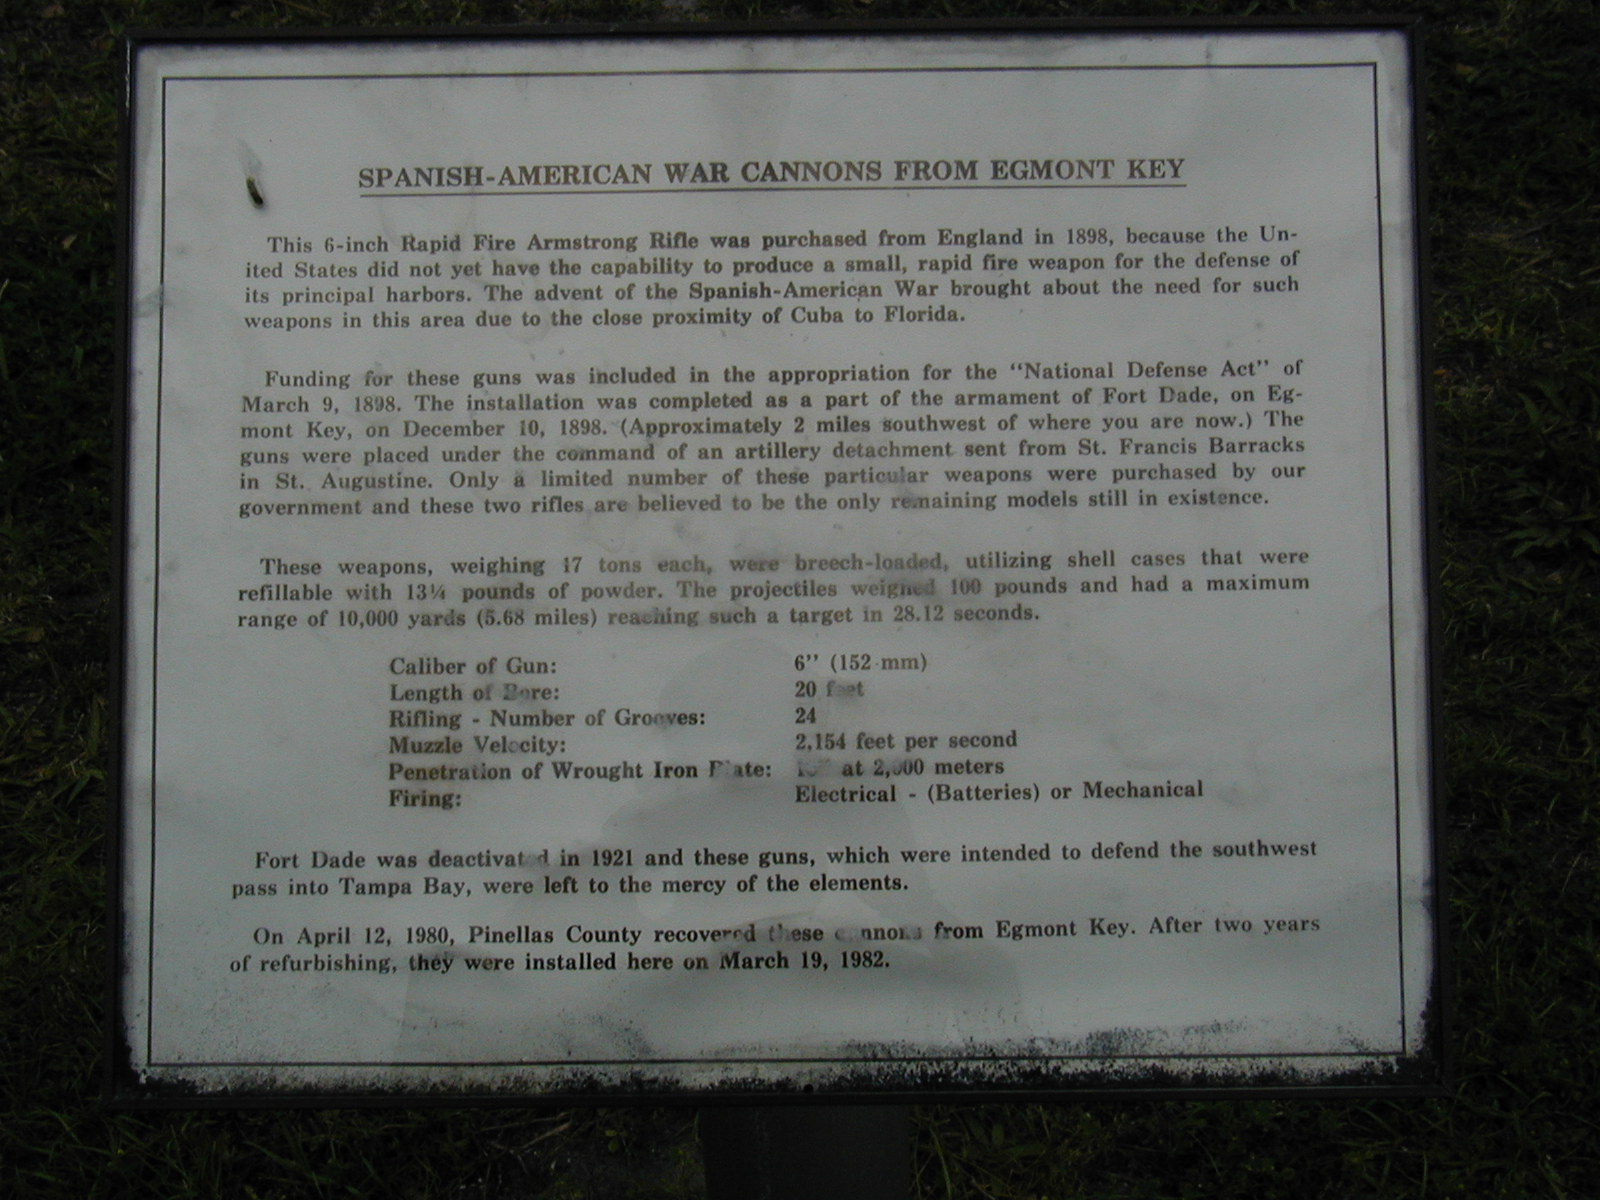 SPANISH-AMERICAN WAR CANNONS FROM EGMONT KEY
This 6-inch Rapid Fire Armstrong Rifle was purchased from England in 1898, because the Un-
ited States did not yet have the capability to produce a small, rapid fire weapon for the defense of
its principal harbors. The advent of the Spanish-American War brought about the need for such
weapons in this area due to the close proximity of Cuba to Florida.
Funding for these guns was included in the appropriation for the "National Defense Act" of
March 9, 1898. The installation was completed as a part of the armament of Fort Dade, on Eg-
mont Key, on December 10, 1898. (Approximately 2 miles southwest of where you are now.) The
guns were placed under the command of an artillery detachment sent from St. Francis Barracks
in St. Augustine. Only a limited number of these particular weapons were purchased by our
government and these two rifles are believed to be the only remaining models still in existence.
These weapons, weighing 17 tons each, were breech-loaded, utilizing shell cases that were
refillable with 13¼ pounds of powder. The projectiles weighed 100 pounds and had a maximum
range of 10,000 yards (5.68 miles) reaching such a target in 28.12 seconds.
Caliber of Gun: 6" (152 mm)
Length of Bore: 20 feet
Rifling - Number of Grooves: 24
Muzzle Velocity: 2,154 feet per second
Penetration of Wrought Iron Plate: at 2,000 meters
Firing: Electrical - (Batteries) or Mechanical
Fort Dade was deactivated in 1921 and these guns, which were intended to defend the southwest
pass into Tampa Bay, were left to the mercy of the elements.
On April 12, 1980, Pinellas County recovered these cannons from Egmont Key. After two years
of refurbishing, they were installed here on March 19, 1982.